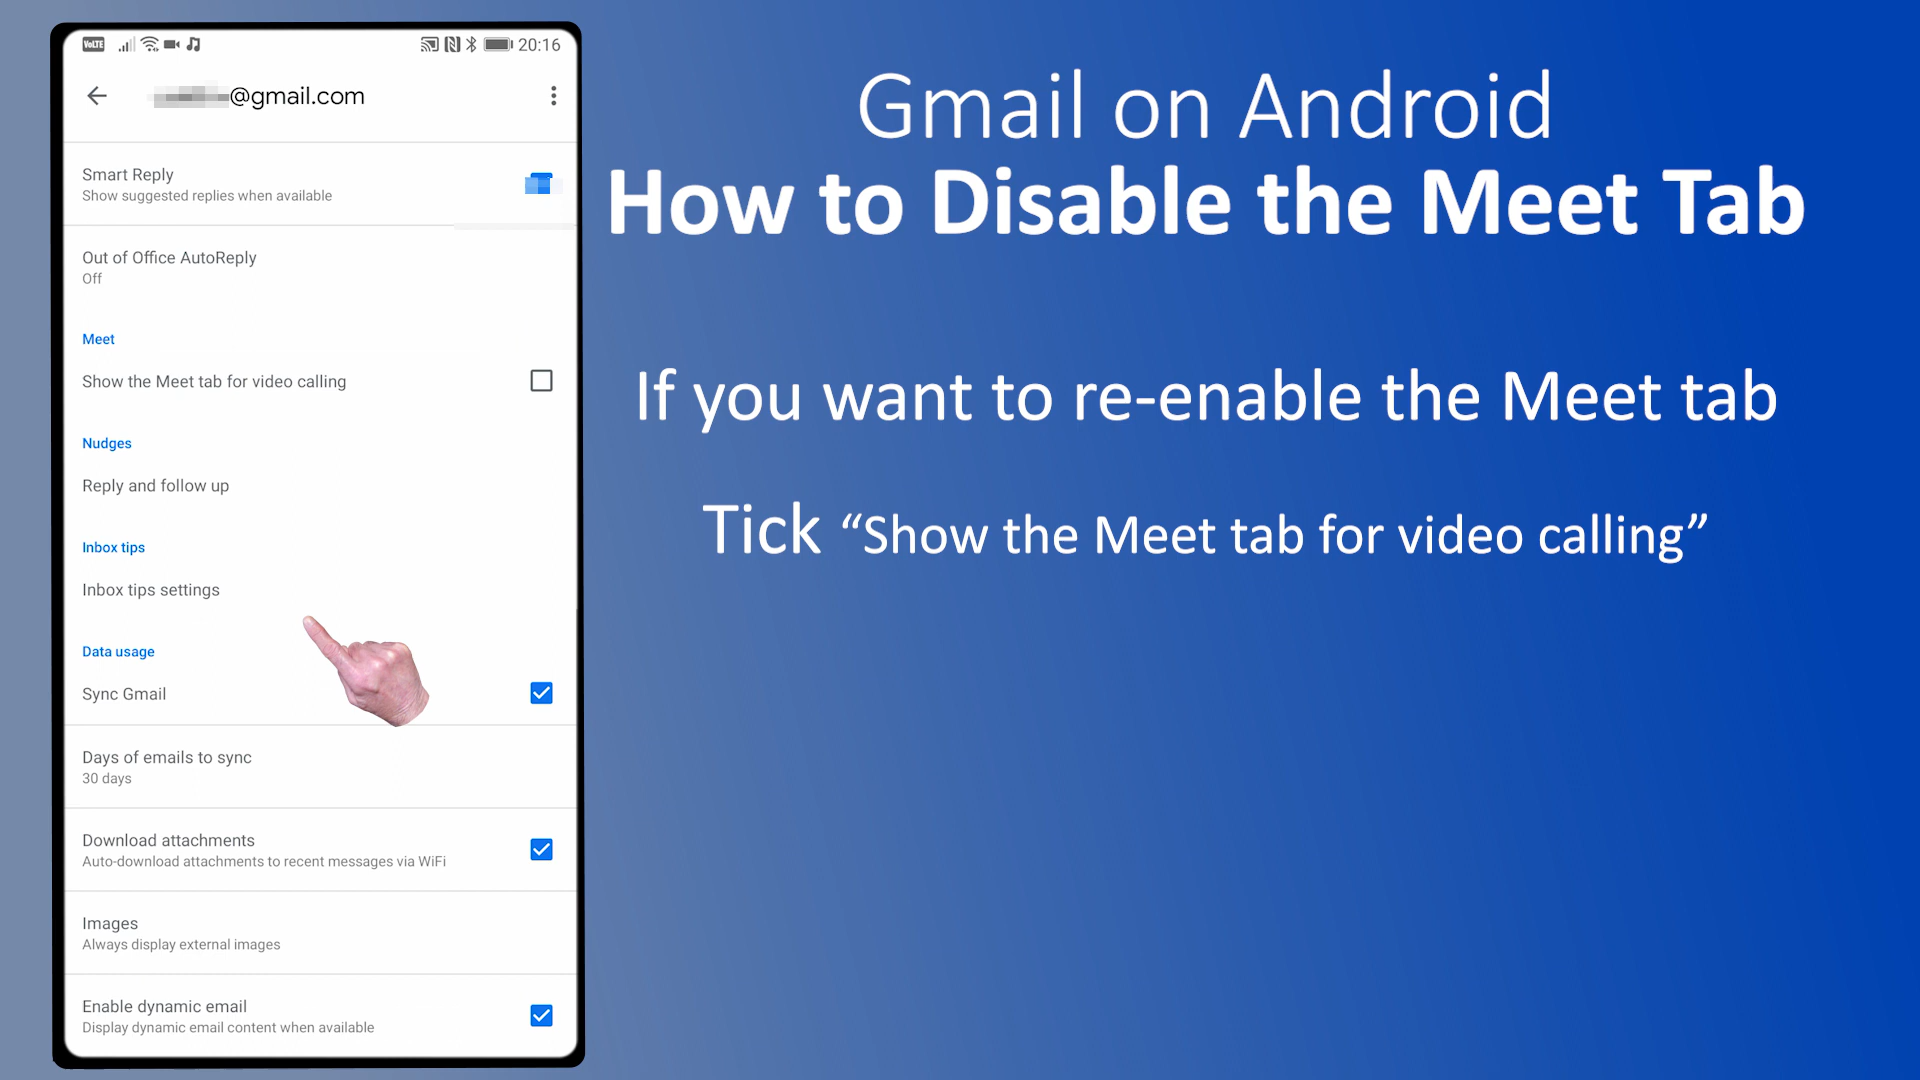 VoLTE
20:16
@gmail.com
Smart Reply
Show suggested replies when available
Out of Office AutoReply
Off
Meet
Show the Meet tab for video calling
Nudges
Reply and follow up
Inbox tips
Inbox tips settings
Data usage
Sync Gmail
Days of emails to sync
30 days
Download attachments
Auto-download attachments to recent messages via WiFi
Images
Always display external images
Enable dynamic email
Display dynamic email content when available
Gmail on Android
How to Disable the Meet Tab
If you want to re-enable the Meet tab
Tick “Show the Meet tab for video calling”